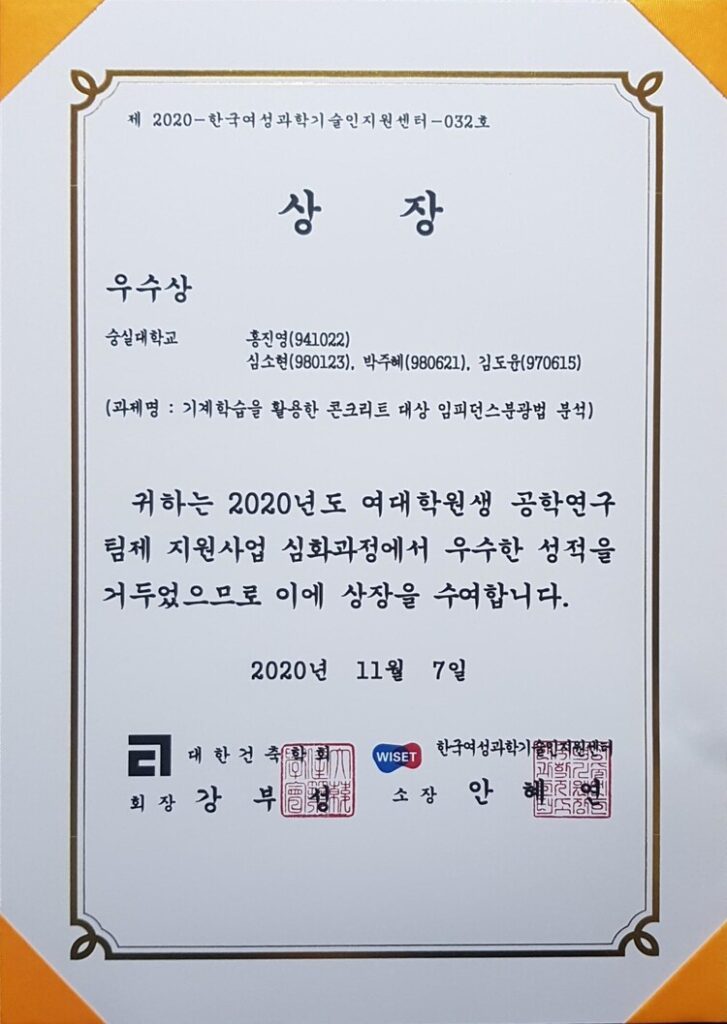 제 2020-한국여성과학기술인지원센터-032호
상 장
우수상
숭실대학교 홍진영(941022)
심소현(980123), 박주혜(980621), 김도윤(970615)
(과제명 : 기계학습을 활용한 콘크리트 대상 임피던스분광법 분석)
귀하는 2020년도 여대학원생 공학연구
팀제 지원사업 심화과정에서 우수한 성적을
거두었으므로 이에 상장을 수여합니다.
2020년 11월 7일
대한건축학회
회장 강부성
WISET 한국여성과학기술인지원센터
소장 안혜연